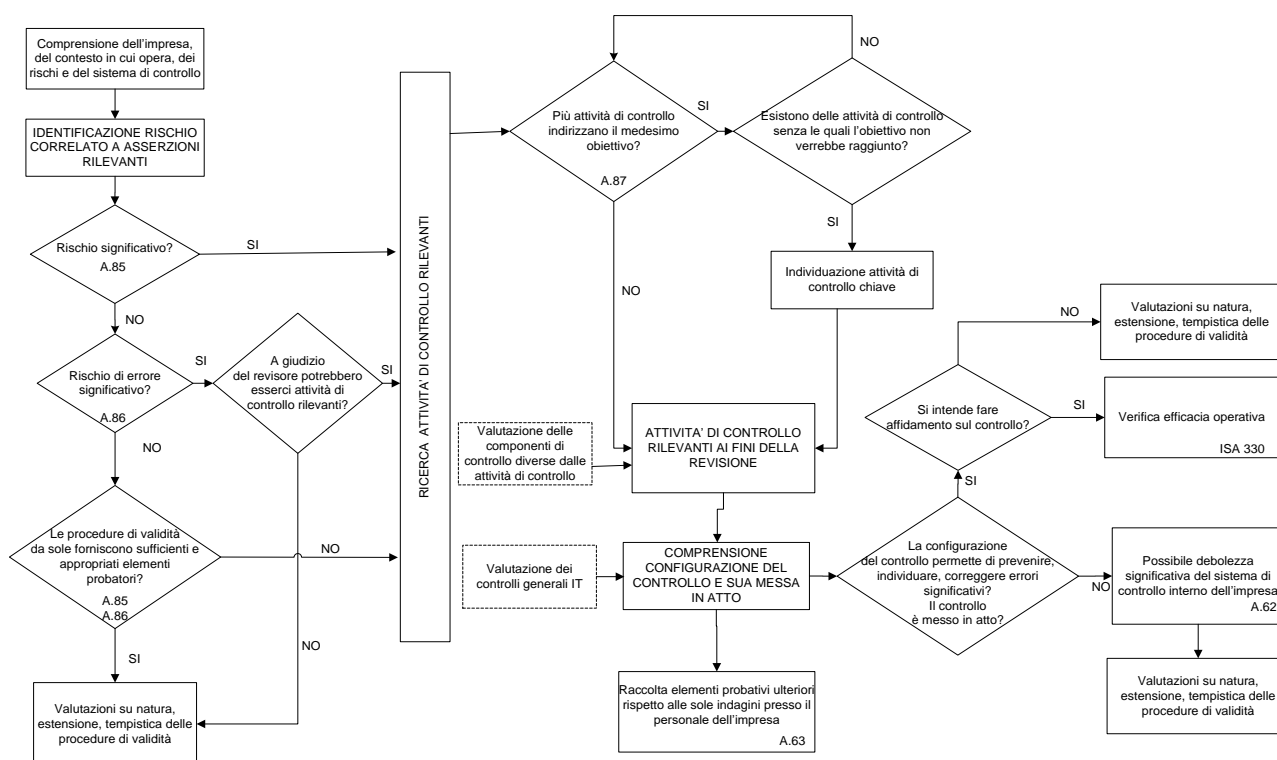 Comprensione dell'impresa,
del contesto in cui opera, dei
rischi e del sistema di controllo
IDENTIFICAZIONE RISCHIO
CORRELATO A ASSERZIONI
RILEVANTI
Rischio significativo?
A.85
SI
NO
Rischio di errore
significativo?
A.86
SI
NO
A giudizio
del revisore potrebbero
esserci attività di
controllo rilevanti?
SI
NO
Le procedure di validità
da sole forniscono sufficienti e
appropriati elementi
probatori?
A.85
A.86
NO
SI
Valutazioni su natura,
estensione, tempistica delle
procedure di validità
RICERCA ATTIVITA' DI CONTROLLO RILEVANTI
Più attività di controllo
indirizzano il medesimo
obiettivo?
A.87
SI
NO
Esistono delle attività di controllo
senza le quali l'obiettivo non
verrebbe raggiunto?
NO
SI
Individuazione attività di
controllo chiave
Valutazione delle
componenti di
controllo diverse dalle
attività di controllo
ATTIVITA' DI CONTROLLO
RILEVANTI AI FINI DELLA
REVISIONE
Valutazione dei
controlli generali IT
COMPRENSIONE
CONFIGURAZIONE DEL
CONTROLLO E SUA MESSA
IN ATTO
Raccolta elementi probativi ulteriori
rispetto alle sole indagini presso il
personale dell'impresa
A.63
La configurazione
del controllo permette di prevenire,
individuare, correggere errori
significativi?
Il controllo
è messo in atto?
SI
NO
Si intende fare
affidamento sul controllo?
NO
SI
Valutazioni su natura,
estensione, tempistica delle
procedure di validità
Verifica efficacia operativa
ISA 330
Possibile debolezza
significativa del sistema di
controllo interno dell'impresa
A.62
Valutazioni su natura,
estensione, tempistica delle
procedure di validità